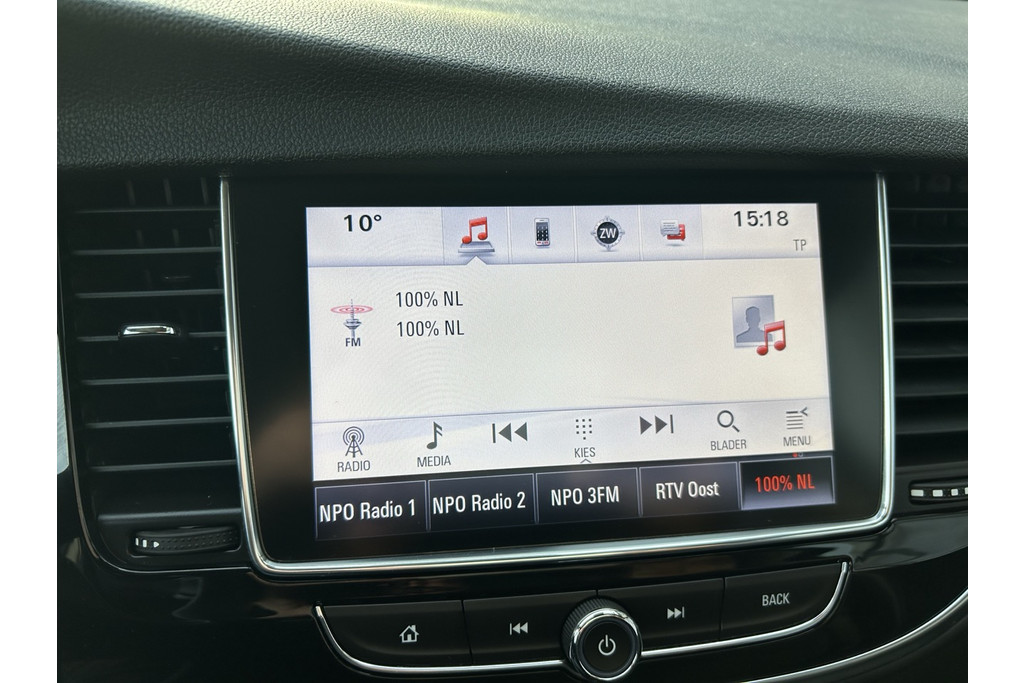 10°
ZW
15:18
TP
100% NL
100% NL
FM
RADIO
MEDIA
KIES
BLADER
MENU
NPO Radio 1
NPO Radio 2
NPO 3FM
RTV Oost
100% NL
BACK